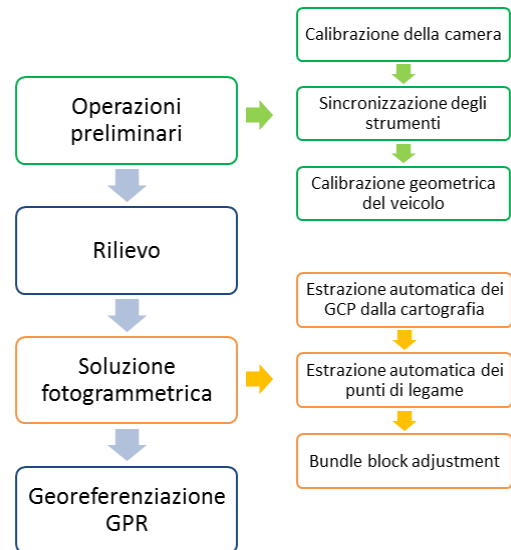 Operazioni
preliminari
Calibrazione della camera
Sincronizzazione degli
strumenti
Calibrazione geometrica
del veicolo
Rilievo
Soluzione
fotogrammetrica
Estrazione automatica dei
GCP dalla cartografia
Estrazione automatica dei
punti di legame
Bundle block adjustment
Georeferenziazione
GPR